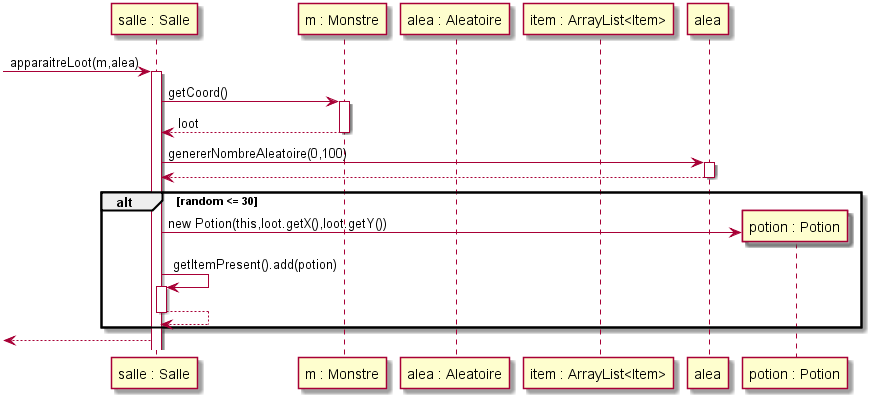 salle : Salle
m : Monstre
alea : Aleatoire
item : ArrayList<Item>
alea
apparaitreLoot(m,alea)
getCoord()
loot
genererNombreAleatoire(0,100)
alt
[random <= 30]
new Potion(this,loot.getX(),loot.getY())
potion : Potion
getItemPresent().add(potion)
salle : Salle
m : Monstre
alea : Aleatoire
item : ArrayList<Item>
alea
potion : Potion